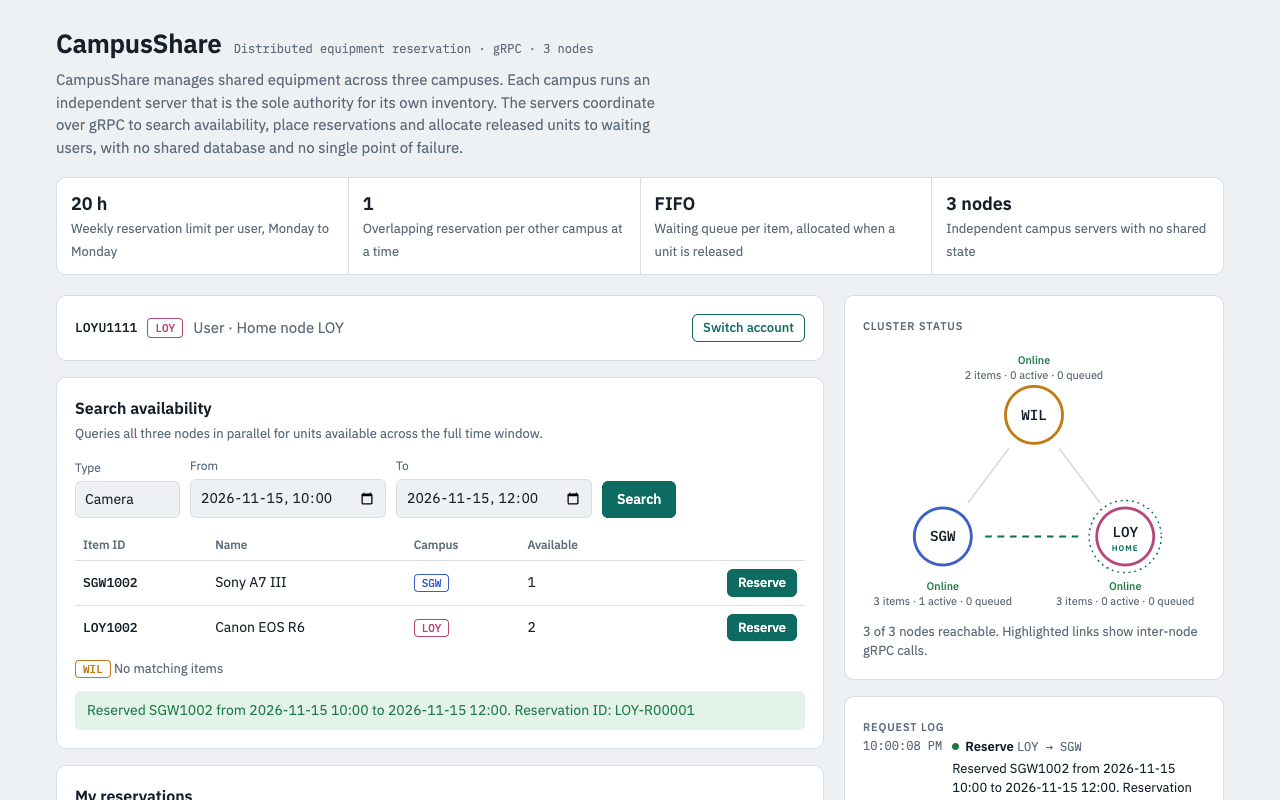 CampusShare Distributed equipment reservation · gRPC · 3 nodes
CampusShare manages shared equipment across three campuses. Each campus runs an
independent server that is the sole authority for its own inventory. The servers coordinate
over gRPC to search availability, place reservations and allocate released units to waiting
users, with no shared database and no single point of failure.
20 h
Weekly reservation limit per user, Monday to
Monday
1
Overlapping reservation per other campus at
a time
FIFO
Waiting queue per item, allocated when a
unit is released
3 nodes
Independent campus servers with no shared
state
LOYU1111 LOY User · Home node LOY Switch account
Search availability
Queries all three nodes in parallel for units available across the full time window.
Type From To
Camera 2026-11-15, 10:00 2026-11-15, 12:00 Search
Item ID Name Campus Available
SGW1002 Sony A7 III SGW 1 Reserve
LOY1002 Canon EOS R6 LOY 2 Reserve
WIL No matching items
Reserved SGW1002 from 2026-11-15 10:00 to 2026-11-15 12:00. Reservation ID: LOY-R00001
My reservations
CLUSTER STATUS
Online
2 items · 0 active · 0 queued
WIL
SGW
LOY
HOME
Online
3 items · 1 active · 0 queued
Online
3 items · 0 active · 0 queued
3 of 3 nodes reachable. Highlighted links show inter-node
gRPC calls.
REQUEST LOG
10:00:08 PM Reserve LOY → SGW
Reserved SGW1002 from 2026-11-15
10:00 to 2026-11-15 12:00. Reservation